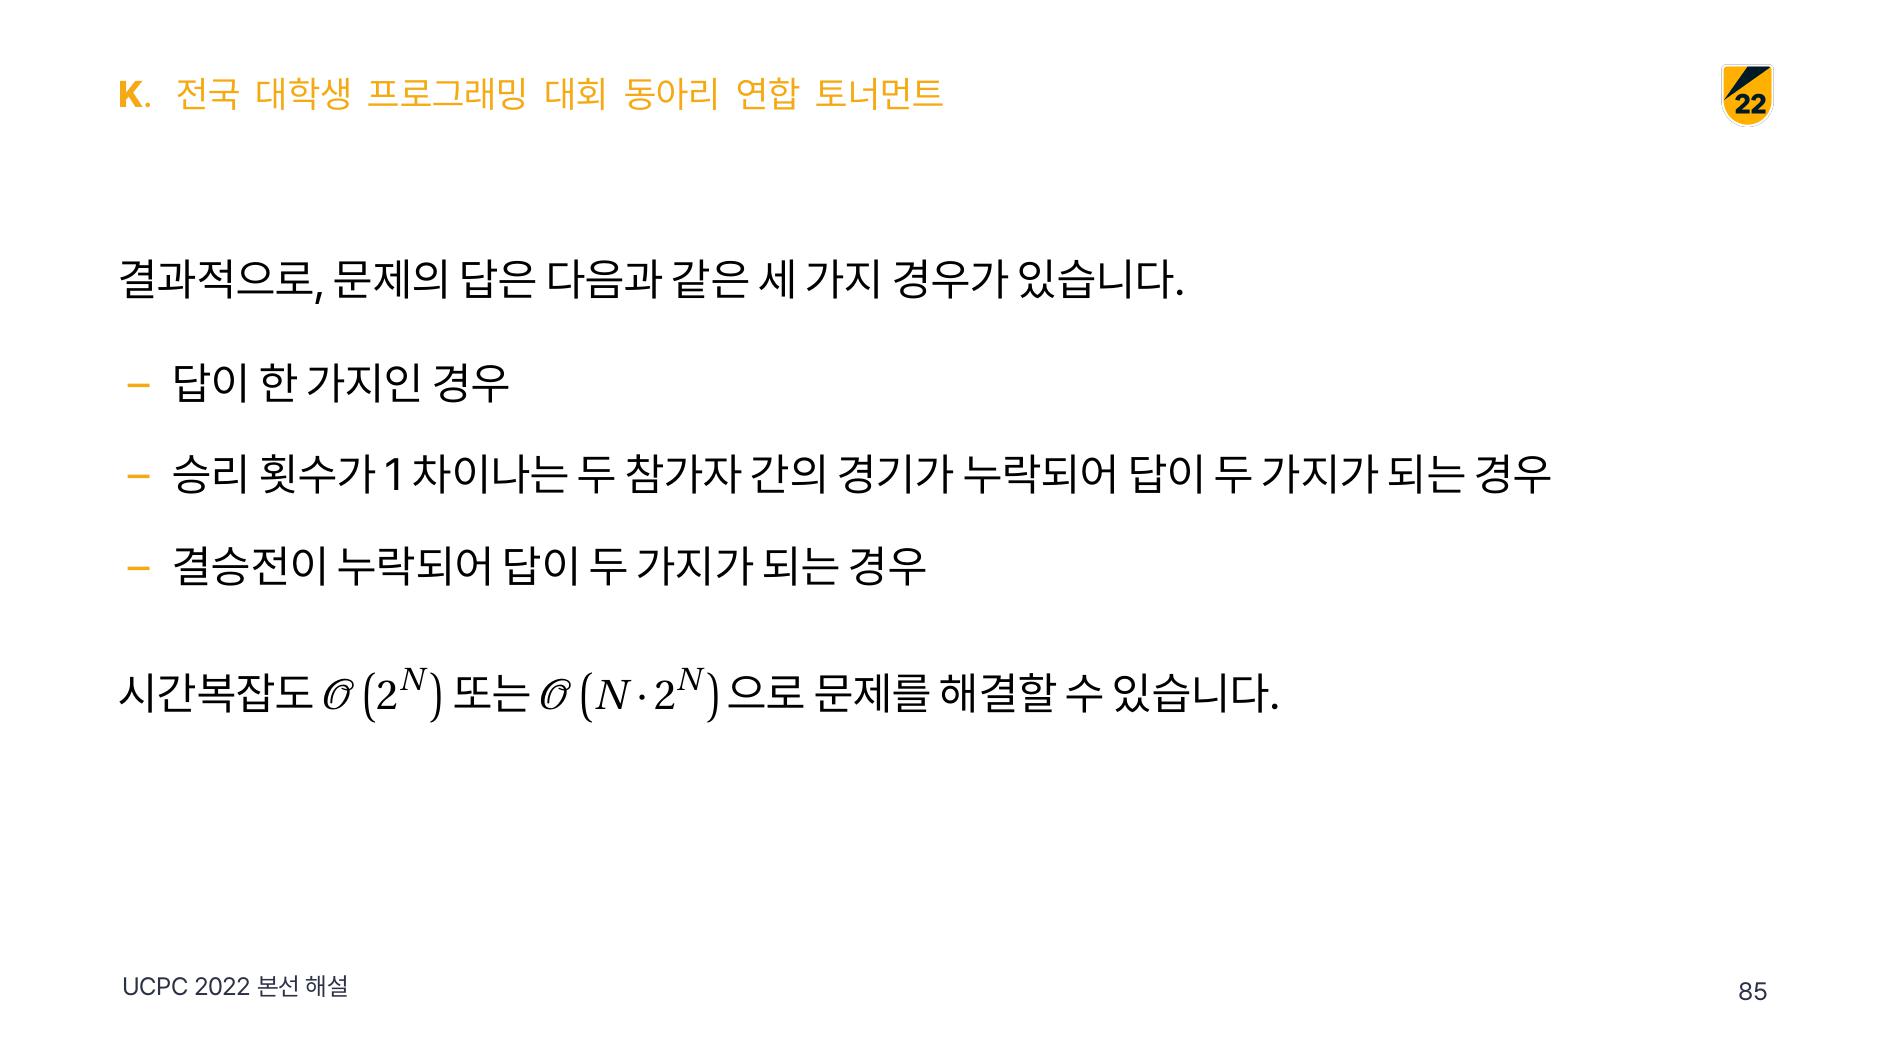 K. 전국 대학생 프로그래밍 대회 동아리 연합 토너먼트
22
결과적으로, 문제의 답은 다음과 같은 세 가지 경우가 있습니다.
– 답이 한 가지인 경우
– 승리 횟수가 1 차이나는 두 참가자 간의 경기가 누락되어 답이 두 가지가 되는 경우
– 결승전이 누락되어 답이 두 가지가 되는 경우
시간복잡도 𝒪(2^N) 또는 𝒪(N · 2^N)으로 문제를 해결할 수 있습니다.
UCPC 2022 본선 해설
85